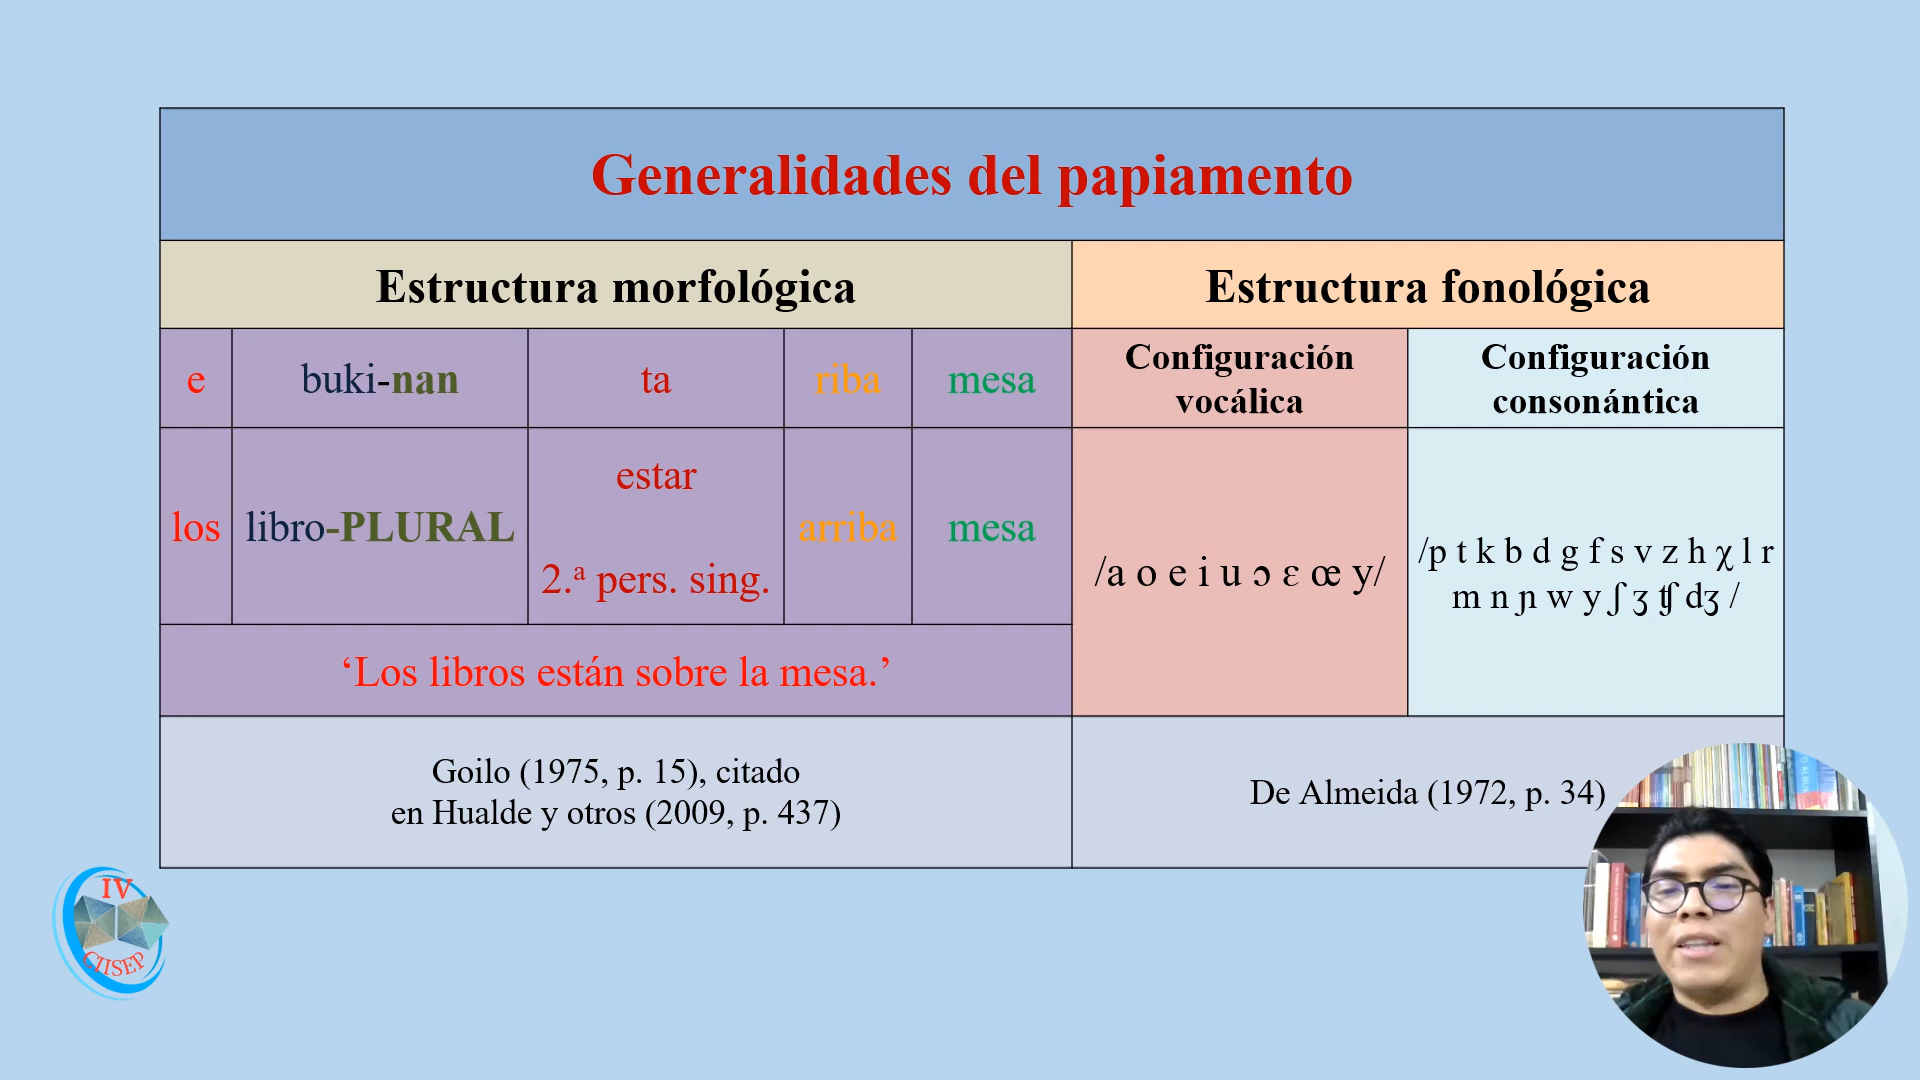 Generalidades del papiamento
Estructura morfológica
Estructura fonológica
e buki-nan ta riba mesa
Configuración
vocálica
Configuración
consonántica
los libro-PLURAL estar
2.ª pers. sing. arriba mesa
/a o e i u ɔ ɛ œ y/
/p t k b d g f s v z h χ l r
m n ɲ w y ʃ ʒ ʧ dʒ /
‘Los libros están sobre la mesa.’
Goilo (1975, p. 15), citado
en Hualde y otros (2009, p. 437)
De Almeida (1972, p. 34)
IV
CIISEP